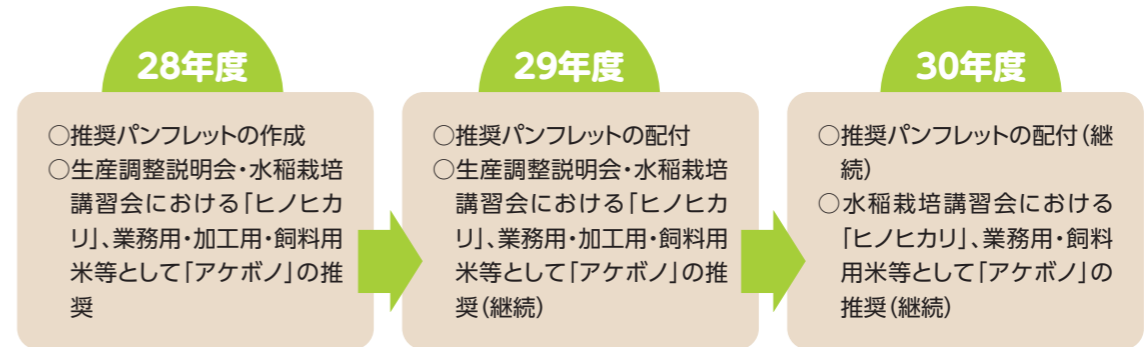 28年度
○推奨パンフレットの作成
○生産調整説明会・水稲栽培
講習会における「ヒノヒカ
リ」、業務用・加工用・飼料用
米等として「アケボノ」の推
奨
29年度
○推奨パンフレットの配付
○生産調整説明会・水稲栽培
講習会における「ヒノヒカ
リ」、業務用・加工用・飼料用
米等として「アケボノ」の推
奨(継続)
30年度
○推奨パンフレットの配付(継
続)
○水稲栽培講習会における
「ヒノヒカリ」、業務用・飼料
用米等として「アケボノ」の
推奨(継続)